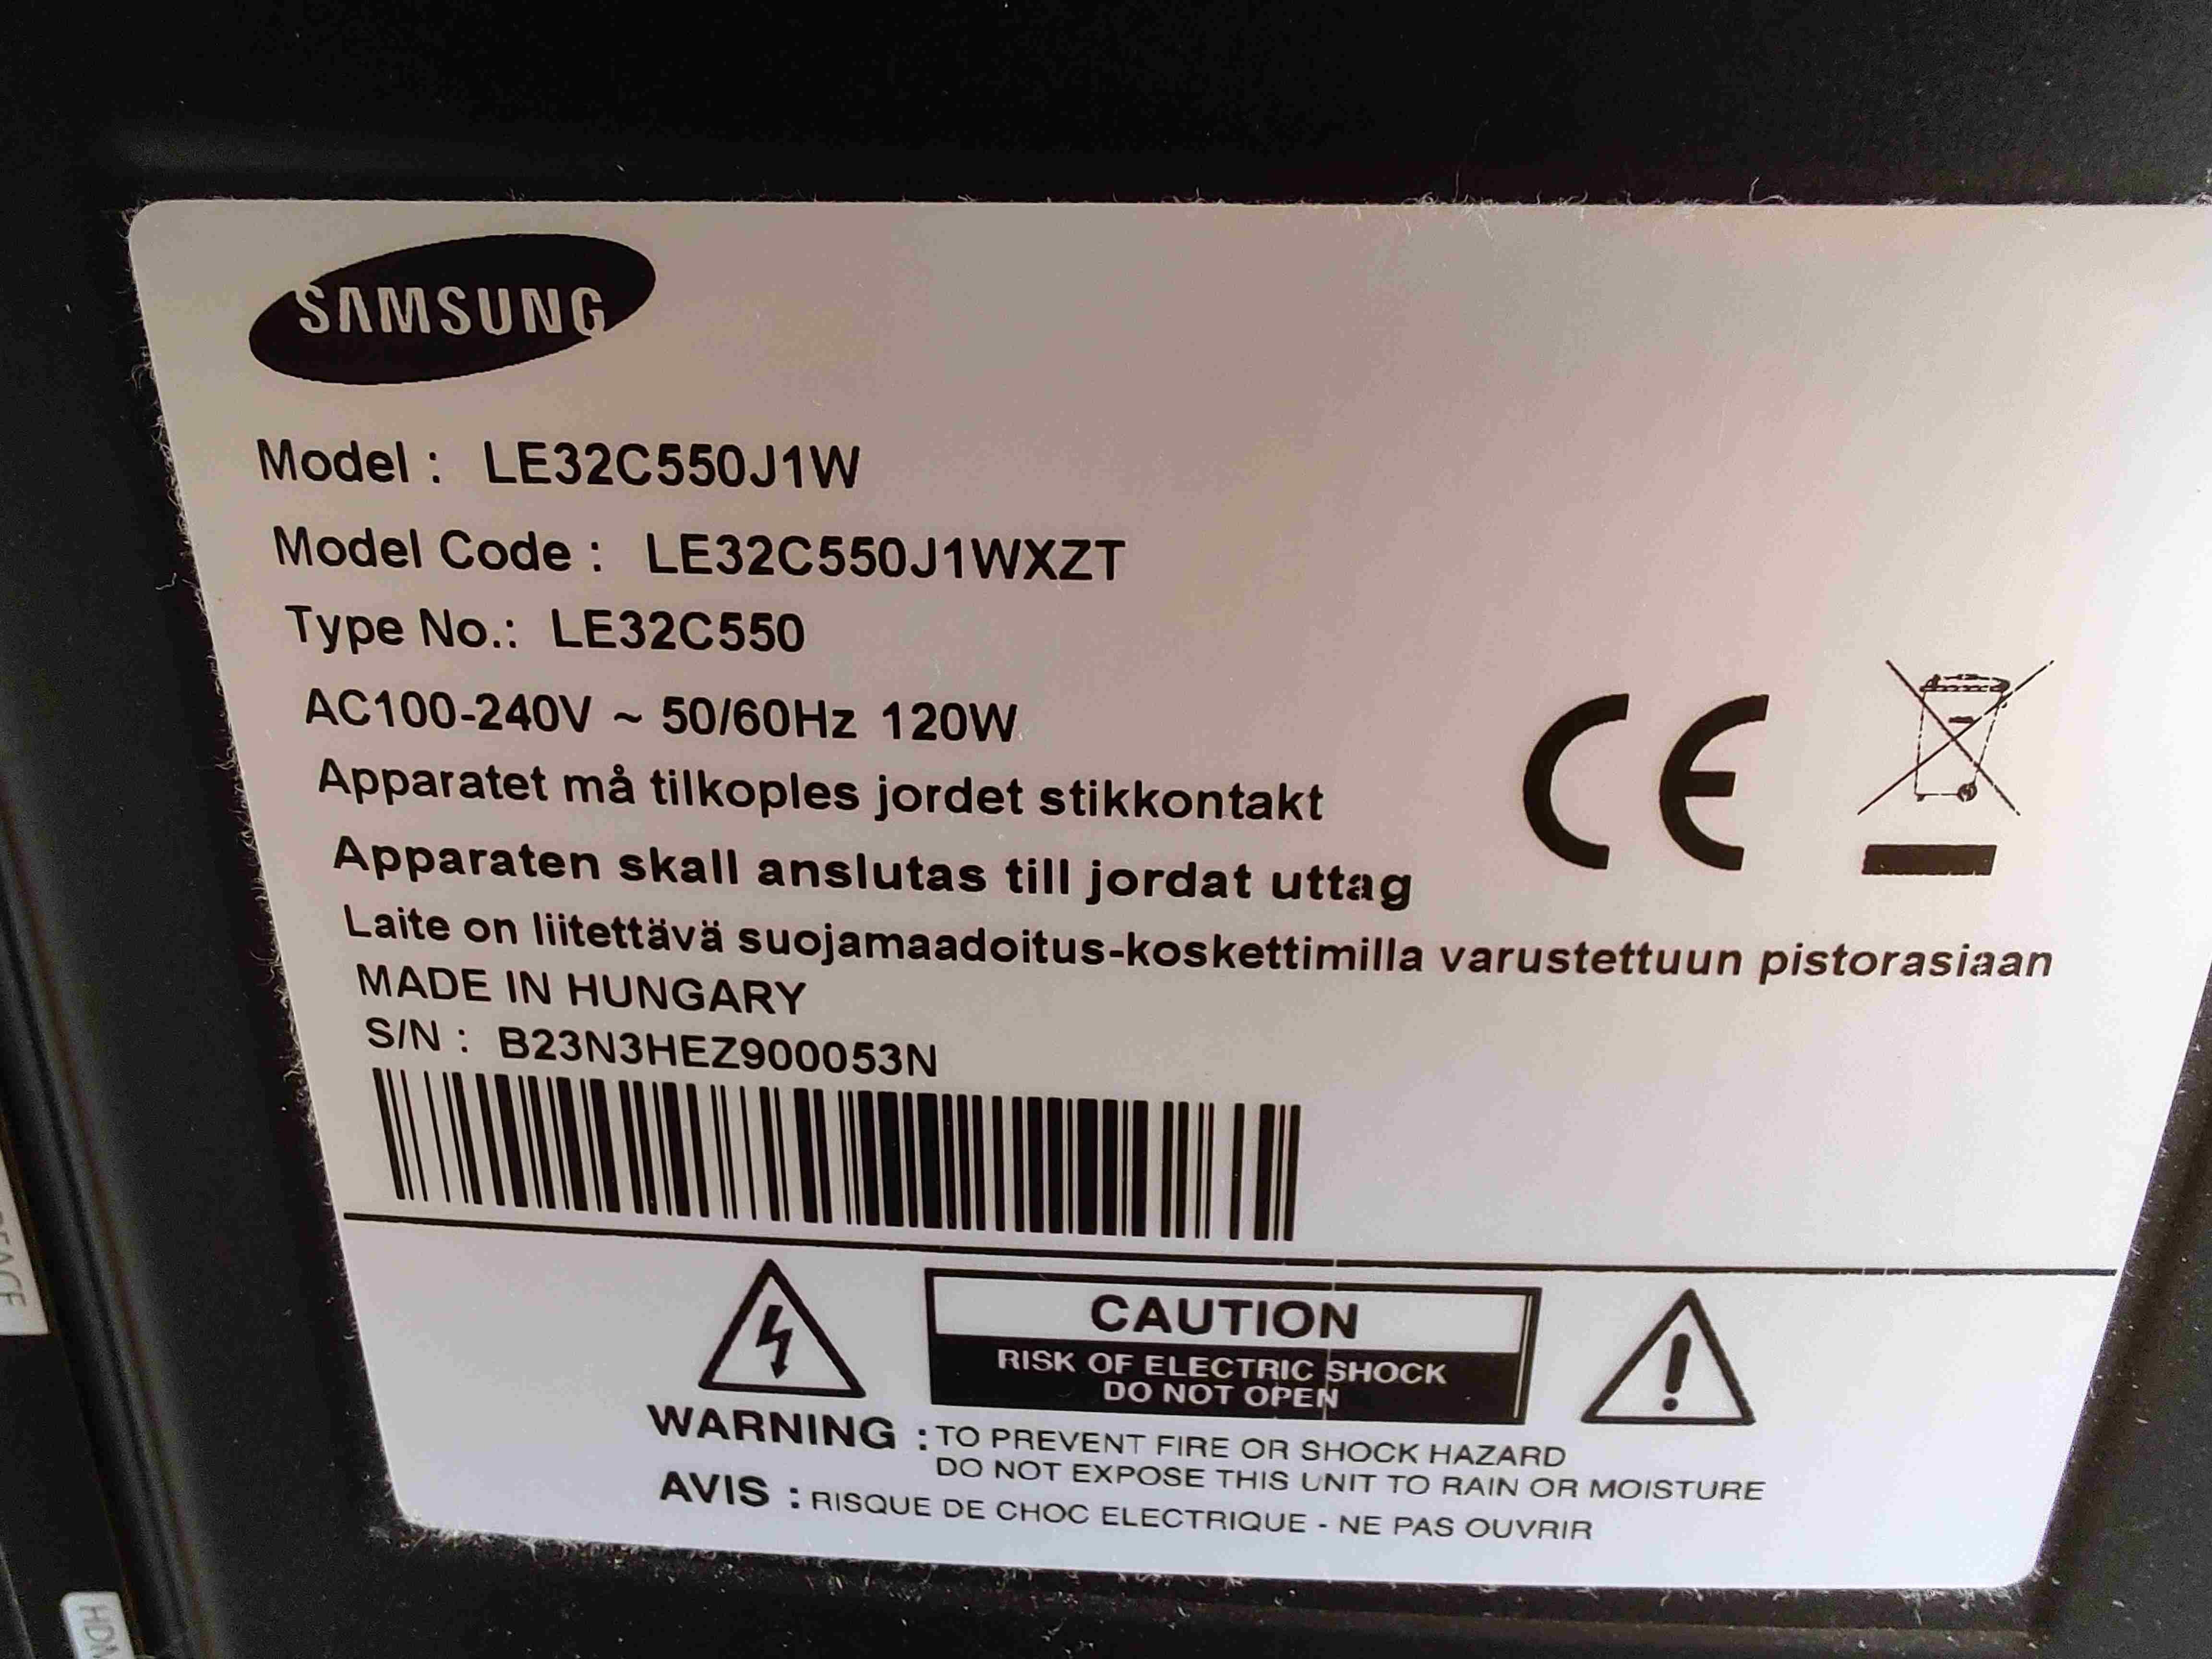 SAMSUNG
Model : LE32C550J1W
Model Code : LE32C550J1WXZT
Type No.: LE32C550
AC100-240V ~ 50/60Hz 120W
Apparatet må tilkoples jordet stikkontakt
Apparaten skall anslutas till jordat uttag
Laite on liitettävä suojamaadoitus-koskettimilla varustettuun pistorasiaan
MADE IN HUNGARY
S/N : B23N3HEZ900053N
CE
CAUTION
RISK OF ELECTRIC SHOCK
DO NOT OPEN
WARNING : TO PREVENT FIRE OR SHOCK HAZARD
DO NOT EXPOSE THIS UNIT TO RAIN OR MOISTURE
AVIS : RISQUE DE CHOC ELECTRIQUE - NE PAS OUVRIR